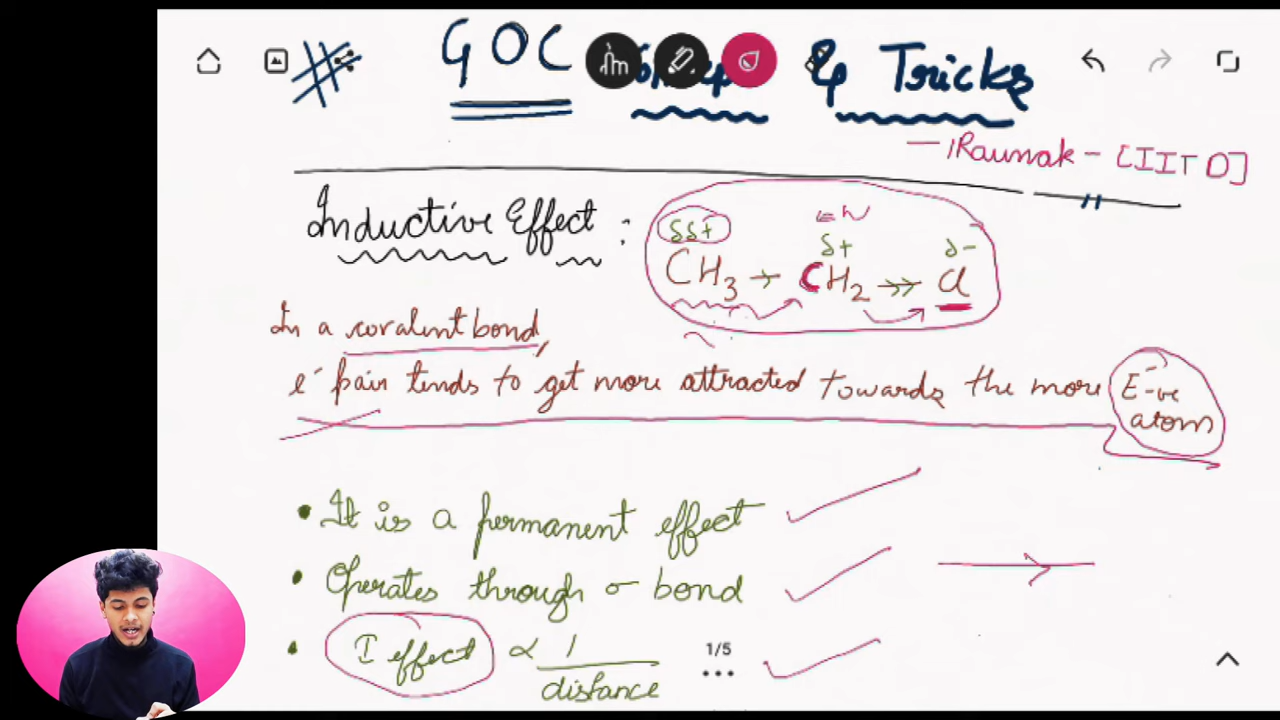 # GOC & Tricks
— Raunak - [IIT D]
Inductive Effect :
δδ+ δ+ δ-
CH3 → CH2 →→ Cl
In a covalent bond,
e⁻ pair tends to get more attracted towards the more E-ve
atom
• It is a permanent effect
• Operates through σ bond
• I effect ∝ 1/distance
1/5